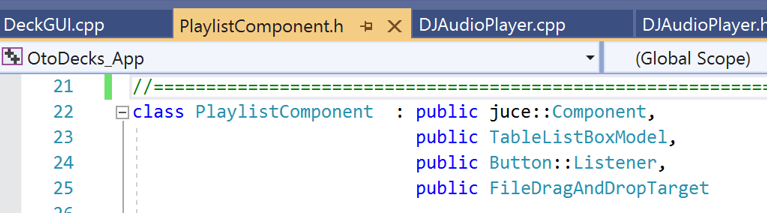 DeckGUI.cpp PlaylistComponent.h DJAudioPlayer.cpp DJAudioPlayer.h
OtoDecks_App (Global Scope)
21 //==============================================================
22 class PlaylistComponent : public juce::Component,
23 public TableListBoxModel,
24 public Button::Listener,
25 public FileDragAndDropTarget
26